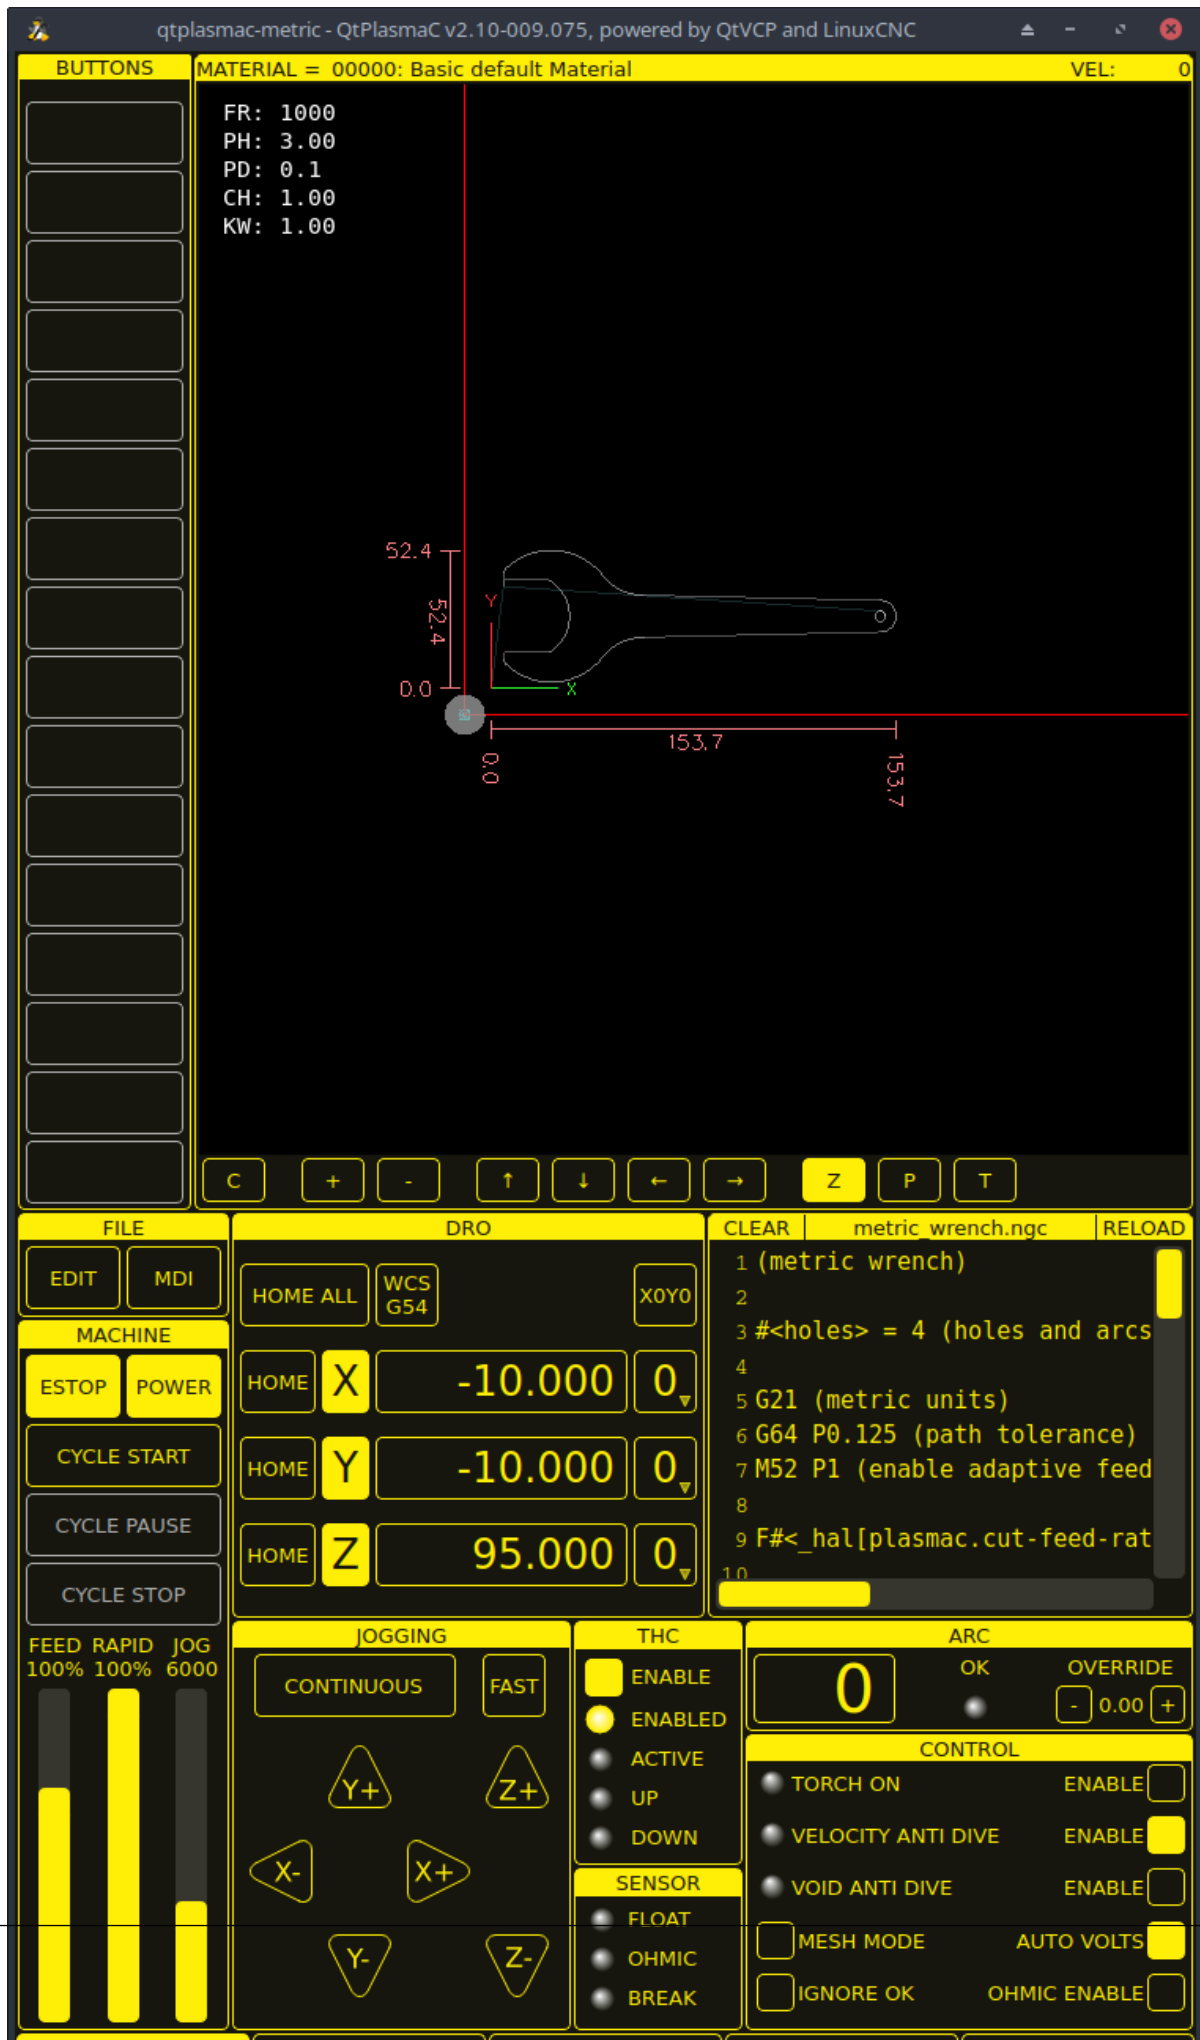 qtplasmac-metric - QtPlasmaC v2.10-009.075, powered by QtVCP and LinuxCNC
BUTTONS
MATERIAL = 00000: Basic default Material
VEL: 0
FR: 1000
PH: 3.00
PD: 0.1
CH: 1.00
KW: 1.00
52.4
52.4
0.0
Y
X
153.7
0.0
153.7
C + - ↑ ↓ ← → Z P T
FILE
EDIT MDI
MACHINE
ESTOP POWER
CYCLE START
CYCLE PAUSE
CYCLE STOP
FEED RAPID JOG
100% 100% 6000
DRO
HOME ALL
WCS
G54
X0Y0
HOME X -10.000 0
HOME Y -10.000 0
HOME Z 95.000 0
CLEAR metric_wrench.ngc RELOAD
1 (metric wrench)
2
3 #<holes> = 4 (holes and arcs
4
5 G21 (metric units)
6 G64 P0.125 (path tolerance)
7 M52 P1 (enable adaptive feed
8
9 F#<_hal[plasmac.cut-feed-rat
10
JOGGING
CONTINUOUS FAST
Y+ Z+
X- X+
Y- Z-
THC
ENABLE
ENABLED
ACTIVE
UP
DOWN
SENSOR
FLOAT
OHMIC
BREAK
ARC
0
OK
OVERRIDE
- 0.00 +
CONTROL
TORCH ON ENABLE
VELOCITY ANTI DIVE ENABLE
VOID ANTI DIVE ENABLE
MESH MODE AUTO VOLTS
IGNORE OK OHMIC ENABLE